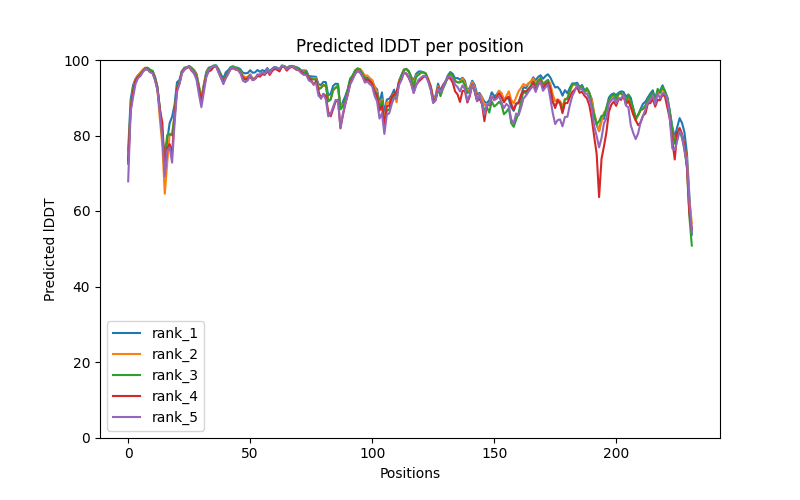 Predicted lDDT per position
100
80
60
40
20
0
Predicted lDDT
rank_1
rank_2
rank_3
rank_4
rank_5
0 50 100 150 200
Positions